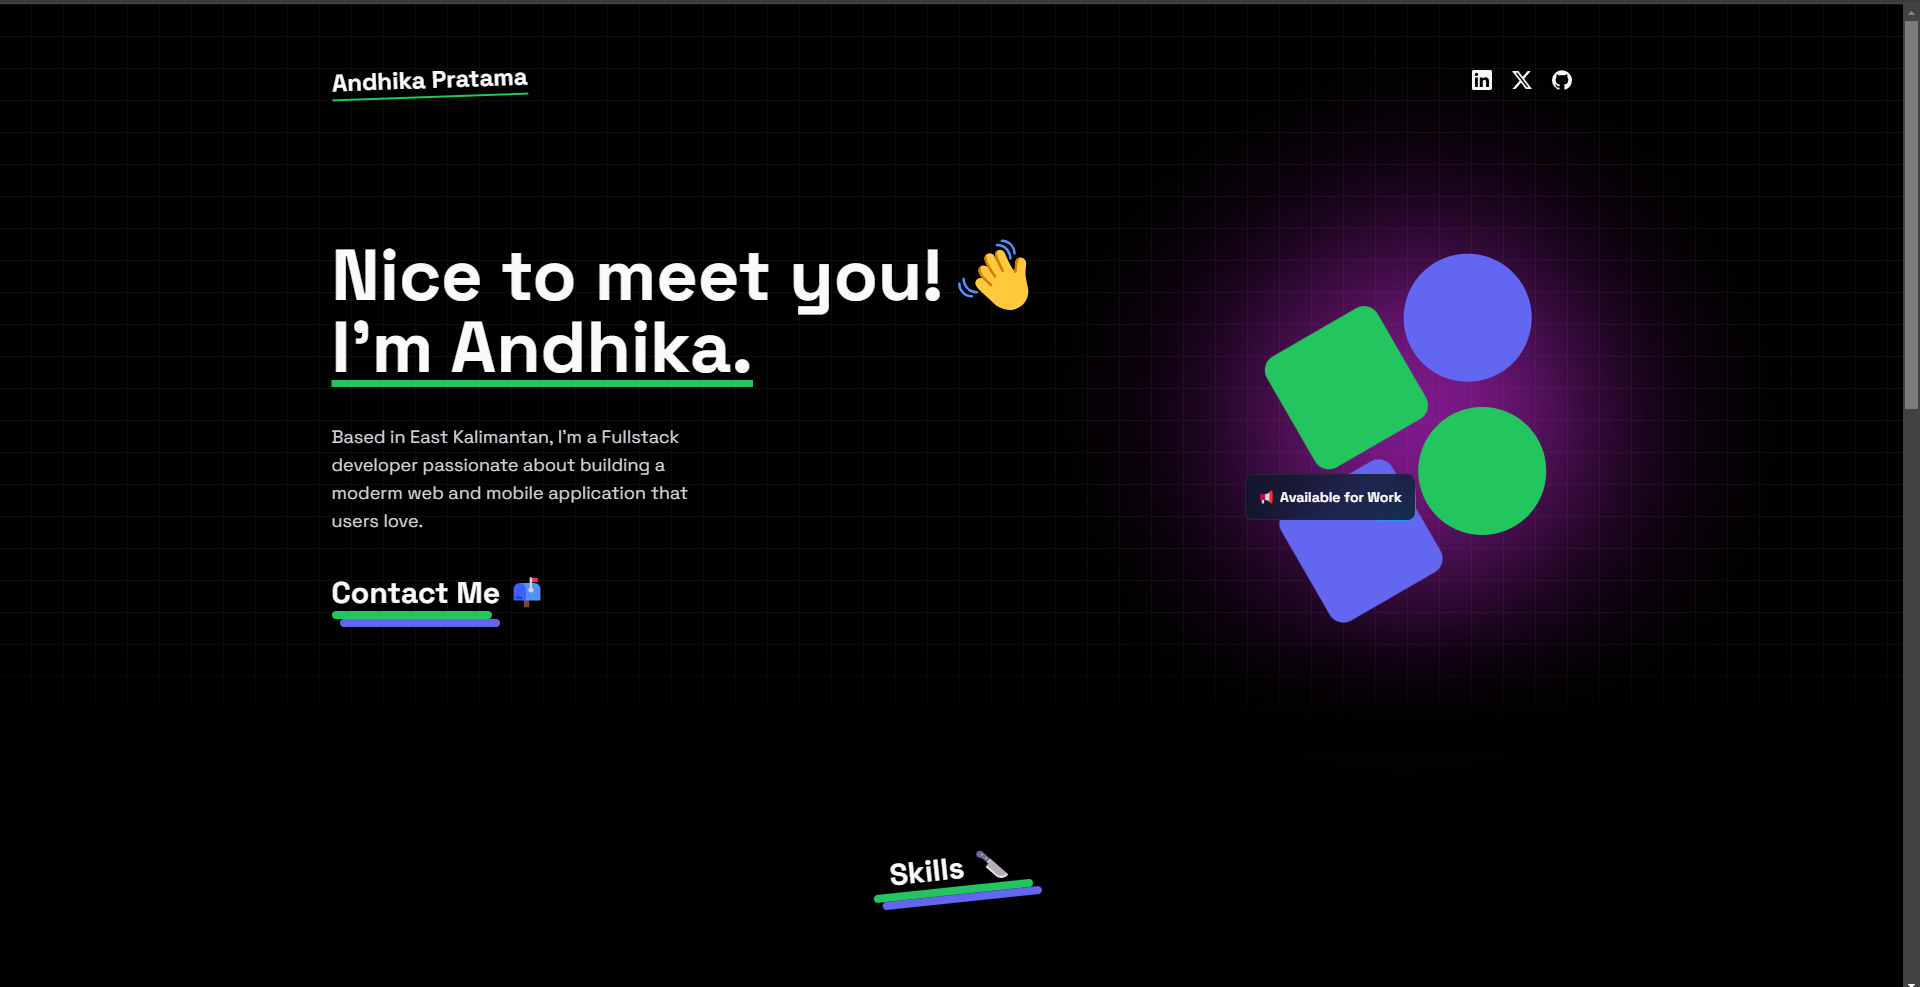 Andhika Pratama
Nice to meet you! 👋
I'm Andhika.
Based in East Kalimantan, I'm a Fullstack
developer passionate about building a
moderm web and mobile application that
users love.
Contact Me 📫
📢 Available for Work
Skills 🔪